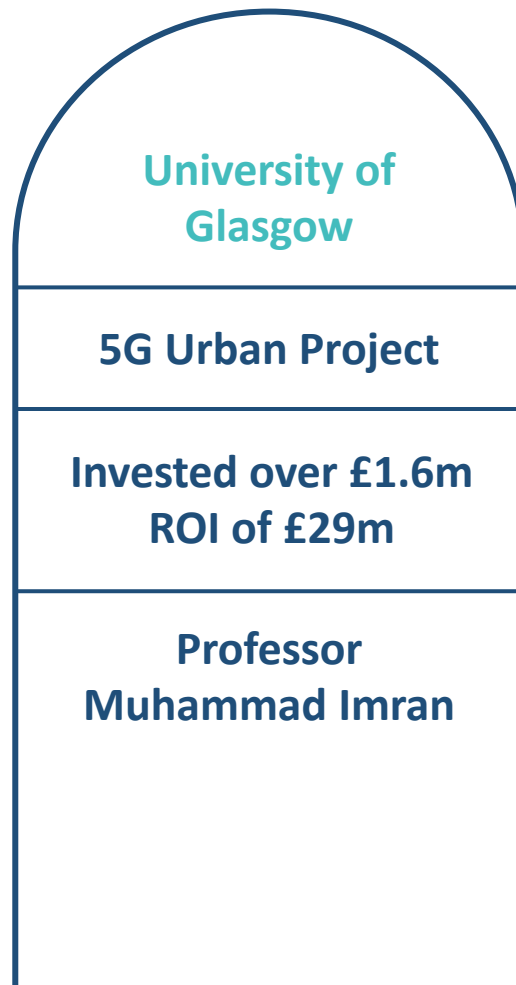 University of
Glasgow
5G Urban Project
Invested over £1.6m
ROI of £29m
Professor
Muhammad Imran